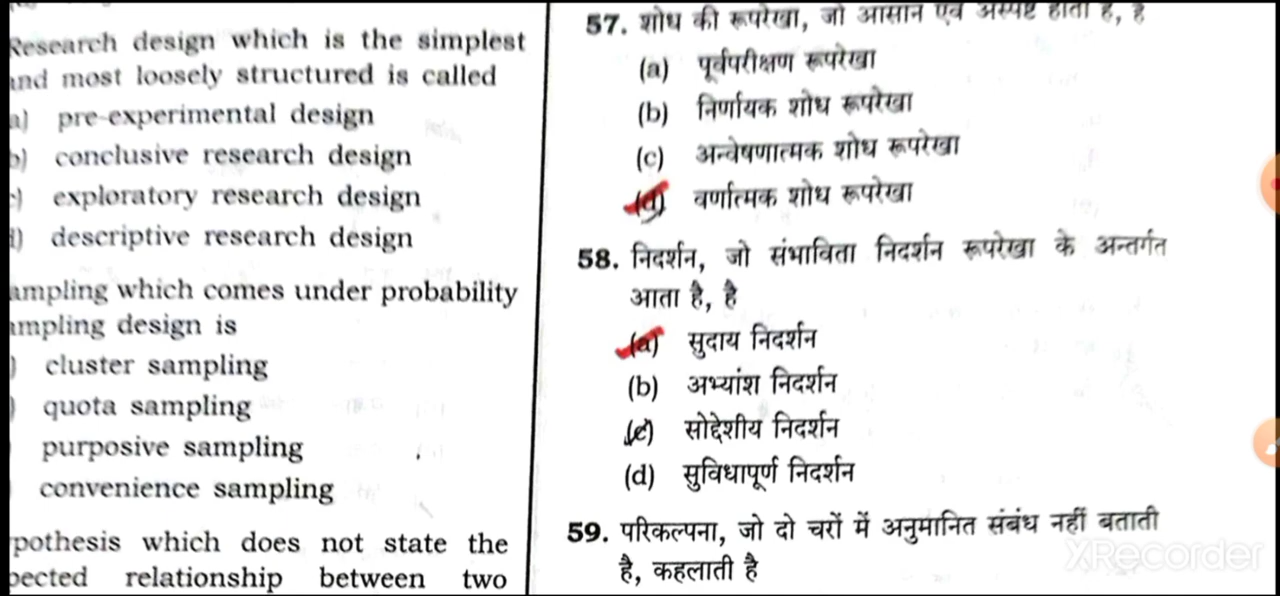 Research design which is the simplest
and most loosely structured is called
a) pre-experimental design
b) conclusive research design
c) exploratory research design
d) descriptive research design
ampling which comes under probability
ampling design is
) cluster sampling
) quota sampling
purposive sampling
convenience sampling
pothesis which does not state the
pected relationship between two
57. शोध की रूपरेखा, जो आसान एवं अस्पष्ट होती है, है
(a) पूर्वपरीक्षण रूपरेखा
(b) निर्णायक शोध रूपरेखा
(c) अन्वेषणात्मक शोध रूपरेखा
(d) वर्णात्मक शोध रूपरेखा
58. निदर्शन, जो संभाविता निदर्शन रूपरेखा के अन्तर्गत
आता है, है
(a) सुदाय निदर्शन
(b) अभ्यांश निदर्शन
(c) सोद्देशीय निदर्शन
(d) सुविधापूर्ण निदर्शन
59. परिकल्पना, जो दो चरों में अनुमानित संबंध नहीं बताती
है, कहलाती है
XRecorder